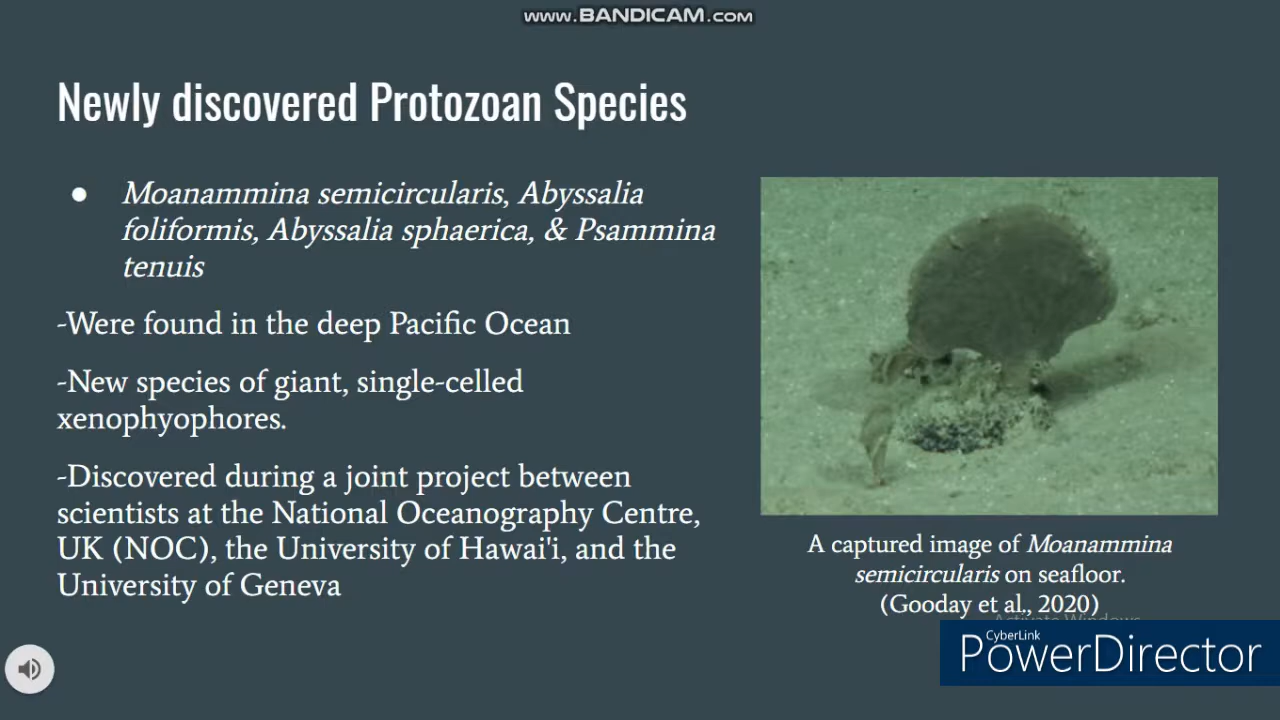 www.BANDICAM.com
Newly discovered Protozoan Species
● Moanammina semicircularis, Abyssalia
foliformis, Abyssalia sphaerica, & Psammina
tenuis
-Were found in the deep Pacific Ocean
-New species of giant, single-celled
xenophyophores.
-Discovered during a joint project between
scientists at the National Oceanography Centre,
UK (NOC), the University of Hawai'i, and the
University of Geneva
A captured image of Moanammina
semicircularis on seafloor.
(Gooday et al., 2020)
Activate Windows
CyberLink
PowerDirector